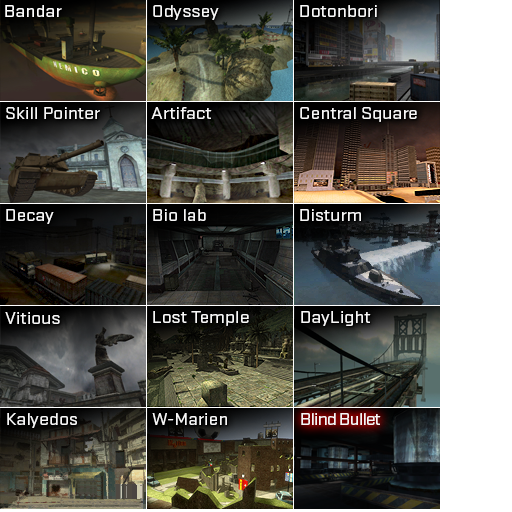 Bandar
Odyssey
Dotonbori
Skill Pointer
Artifact
Central Square
Decay
Bio lab
Disturm
Vitious
Lost Temple
DayLight
Kalyedos
W-Marien
Blind Bullet